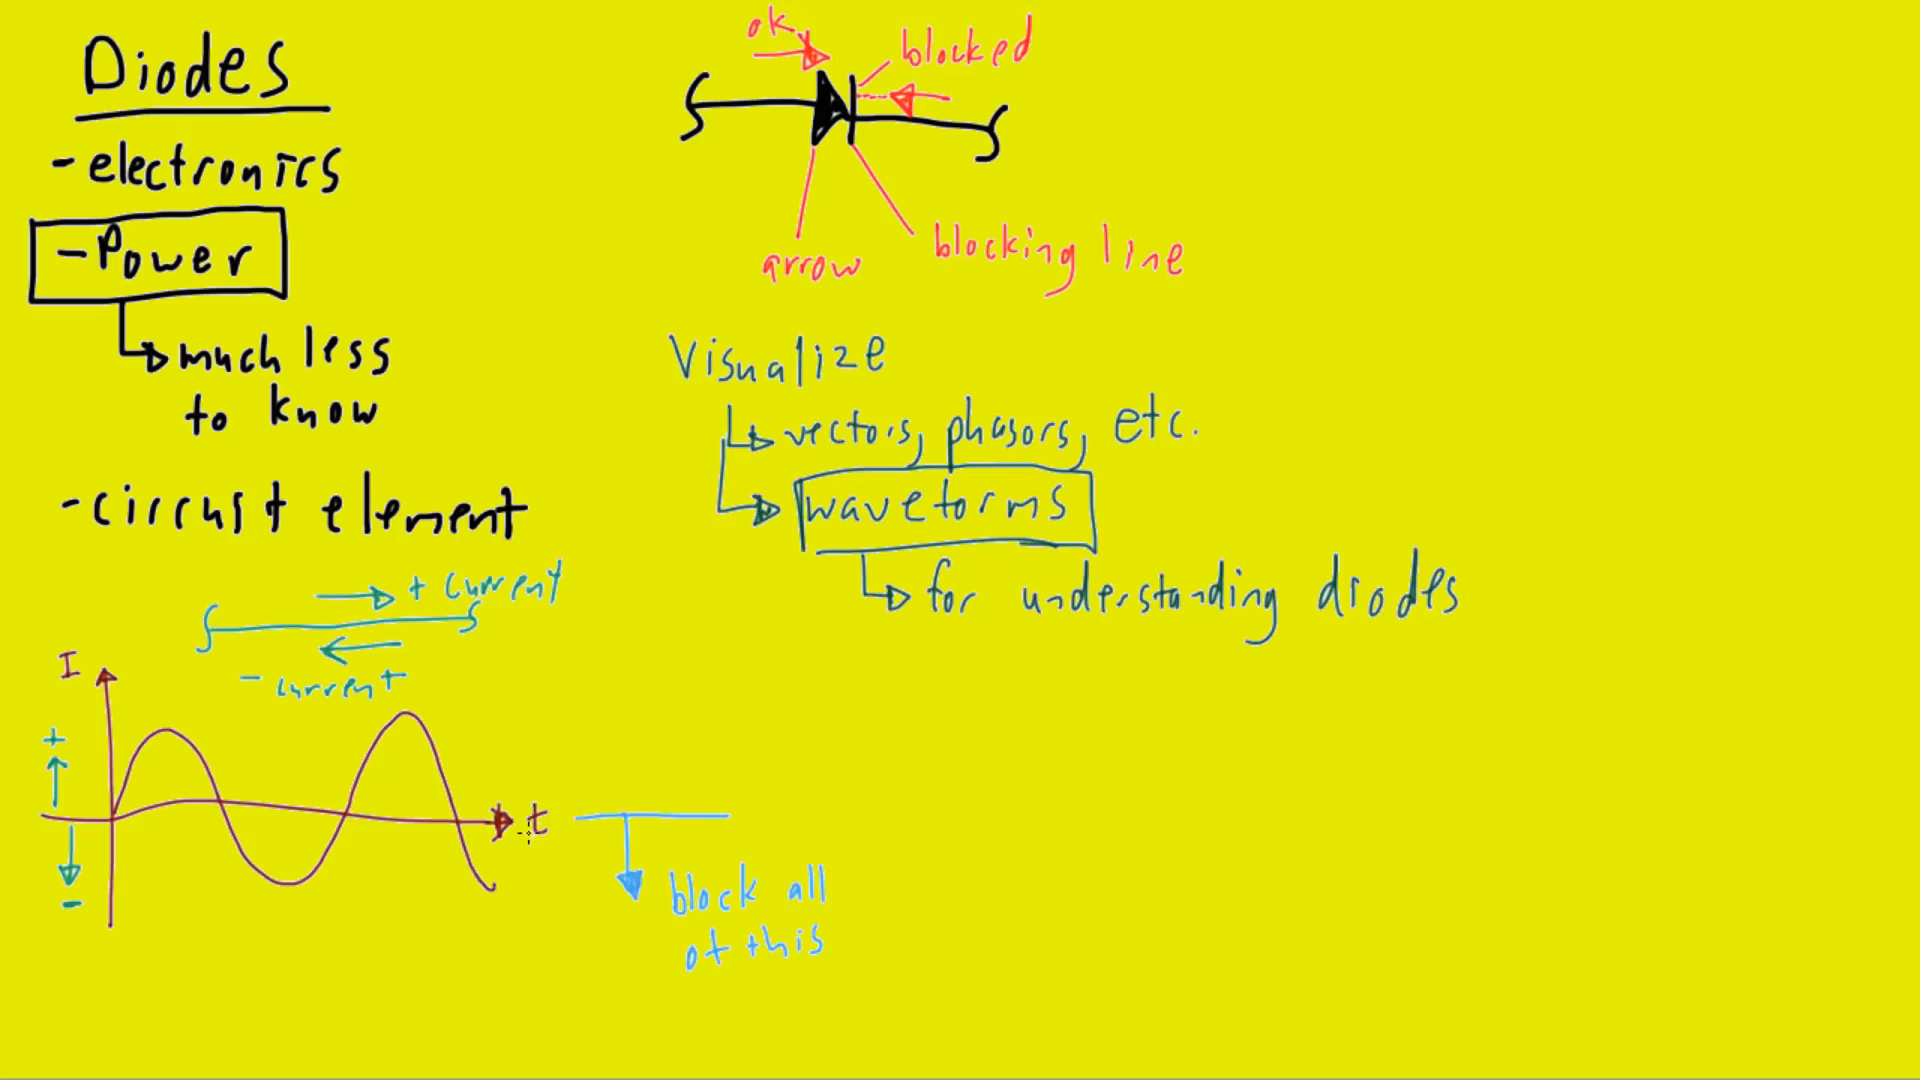 Diodes
- electronics
- Power
much less
to know
- circuit element
+ current
- current
I
+
-
t
block all
of this
ok
blocked
arrow
blocking line
Visualize
vectors, phasors, etc.
waveforms
for understanding diodes